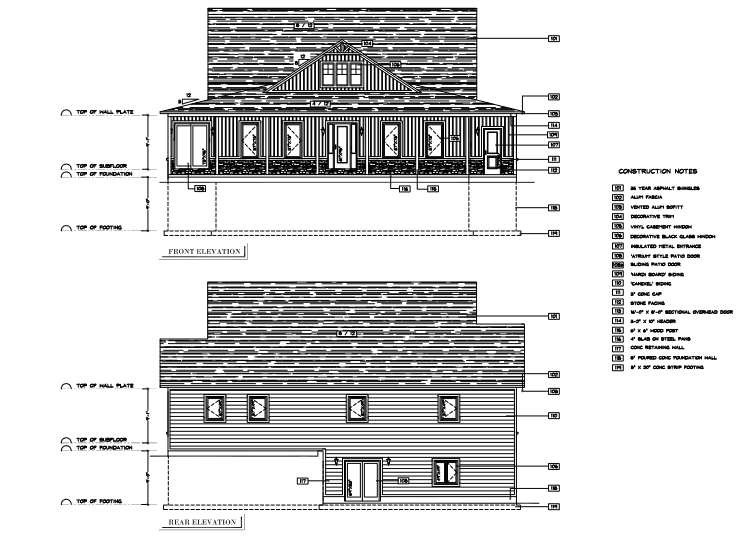 8 / 12
101
104
12
106
12
8
4 / 12
102
TOP OF WALL PLATE
103
114
109
107
TOP OF SUBFLOOR
111
TOP OF FOUNDATION
112
108
115
115
118
TOP OF FOOTING
119
FRONT ELEVATION
CONSTRUCTION NOTES
101 25 YEAR ASPHALT SHINGLES
102 ALUM FASCIA
103 VENTED ALUM SOFFIT
104 DECORATIVE TRIM
105 VINYL CASEMENT WINDOW
106 DECORATIVE BLACK GLASS WINDOW
107 INSULATED METAL ENTRANCE
108 'ATRIUM' STYLE PATIO DOOR
108a SLIDING PATIO DOOR
109 'HARDI BOARD' SIDING
110 'CANEXEL' SIDING
111 3" CONC CAP
112 STONE FACING
113 16'-0" X 8'-0" SECTIONAL OVERHEAD DOOR
114 2-2" X 10" HEADER
115 6" X 6" WOOD POST
116 4" SLAB ON STEEL PANS
117 CONC RETAINING WALL
118 8" POURED CONC FOUNDATION WALL
119 8" X 20" CONC STRIP FOOTING
101
8 / 12
102
TOP OF WALL PLATE
103
110
TOP OF SUBFLOOR
TOP OF FOUNDATION
105
117
108
118
TOP OF FOOTING
119
REAR ELEVATION